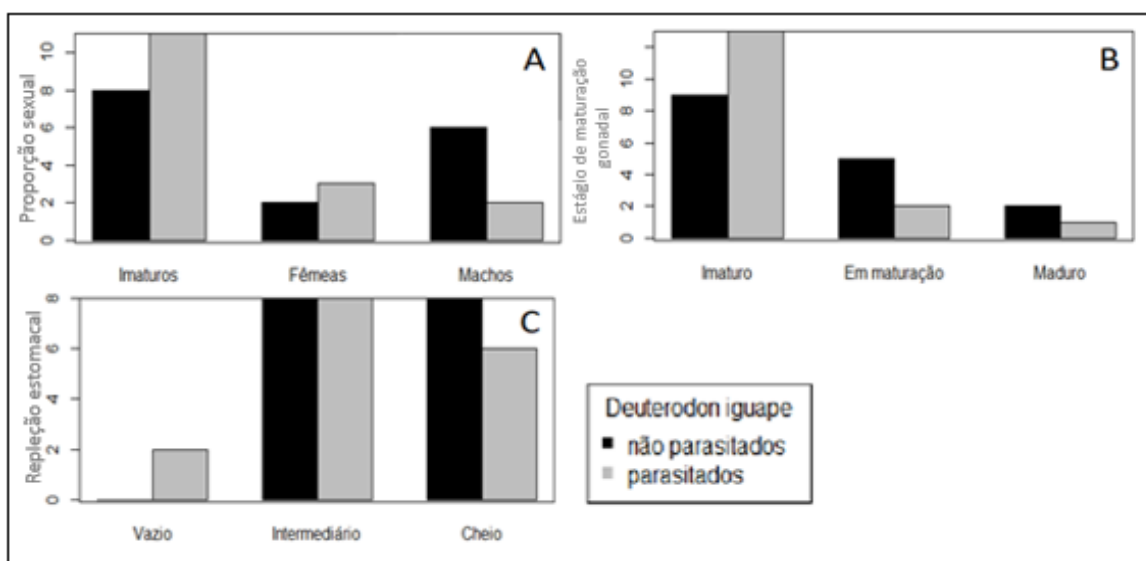 A
Proporção sexual
0 2 4 6 8 10
Imaturos Fêmeas Machos
B
Estágio de maturação
gonadal
0 2 4 6 8 10
Imaturo Em maturação Maduro
C
Repleção estomacal
0 2 4 6 8
Vazio Intermediário Cheio
Deuterodon iguape
não parasitados
parasitados